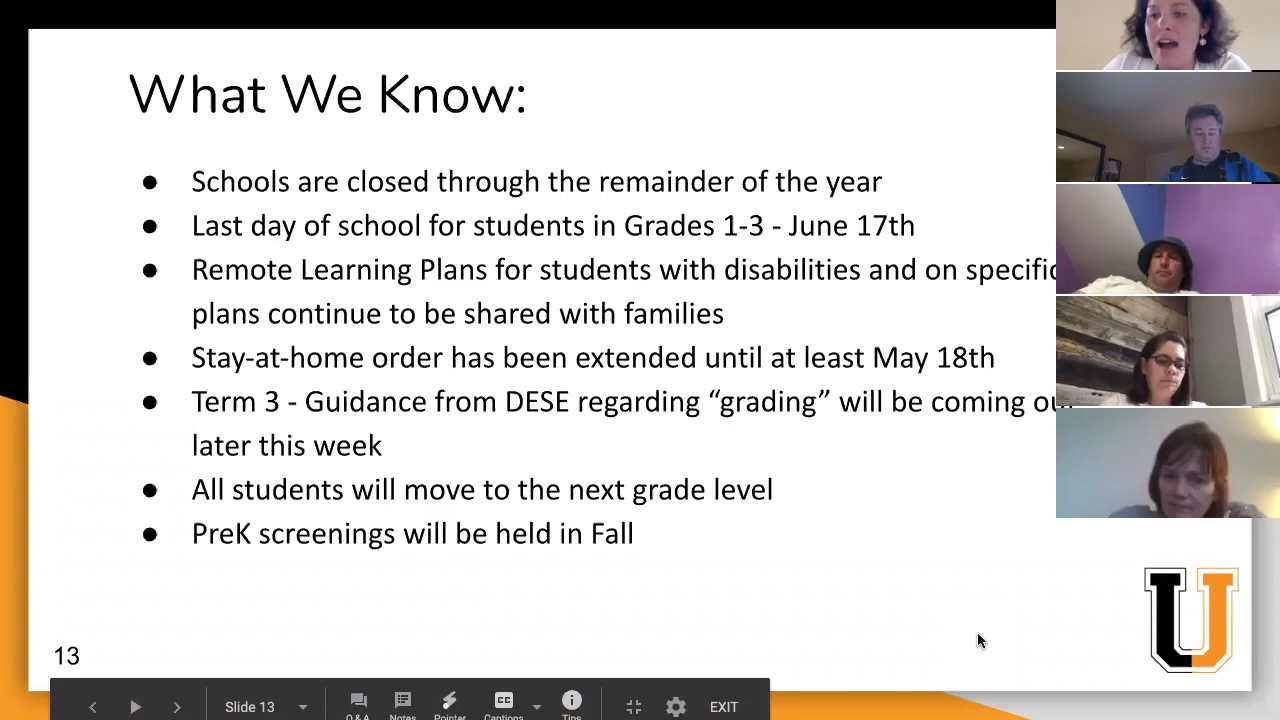 What We Know:
● Schools are closed through the remainder of the year
● Last day of school for students in Grades 1-3 - June 17th
● Remote Learning Plans for students with disabilities and on specific
plans continue to be shared with families
● Stay-at-home order has been extended until at least May 18th
● Term 3 - Guidance from DESE regarding “grading” will be coming out
later this week
● All students will move to the next grade level
● PreK screenings will be held in Fall
U
13
Slide 13
Q & A
Notes
Pointer
CC
Captions
Tips
EXIT